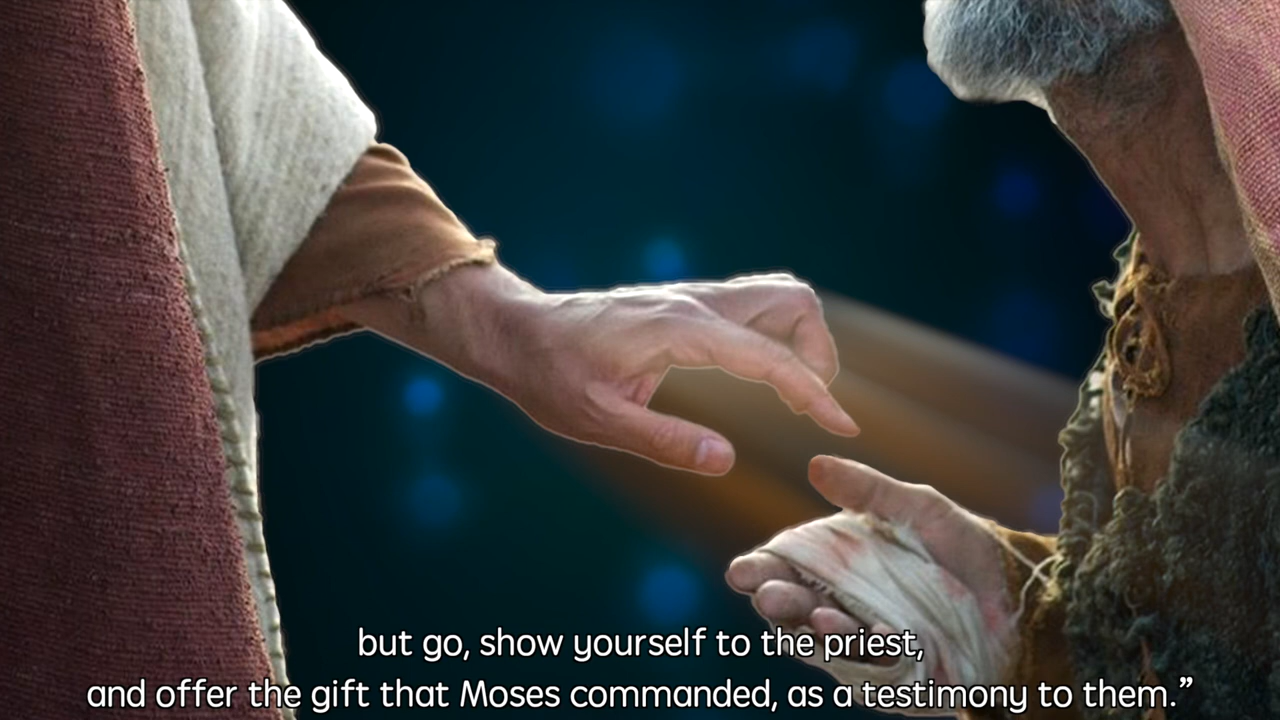 but go, show yourself to the priest,
and offer the gift that Moses commanded, as a testimony to them.”